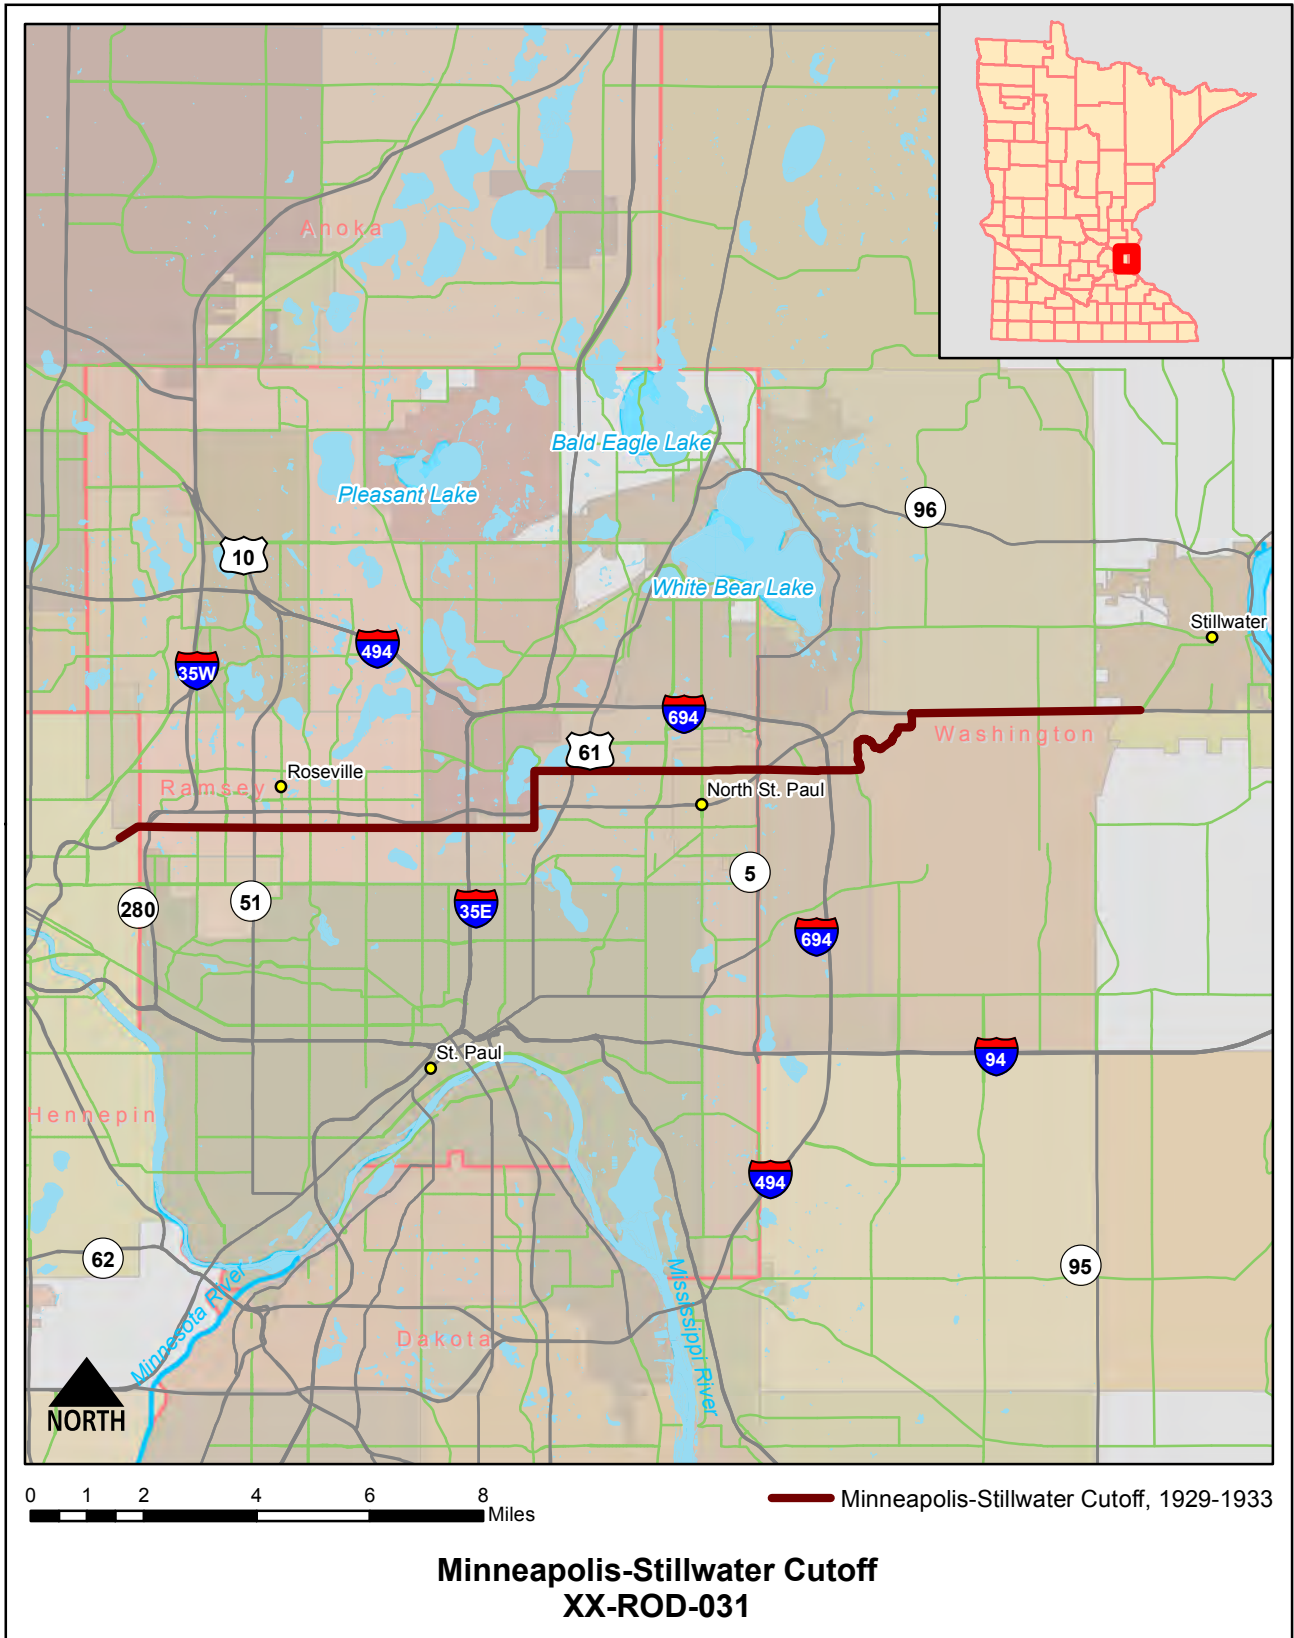 Anoka
Bald Eagle Lake
Pleasant Lake
96
10
White Bear Lake
Stillwater
494
35W
694
Washington
61
Roseville
Ramsey
North St. Paul
5
280
51
35E
694
St. Paul
94
Hennepin
494
62
95
Minnesota River
Mississippi River
Dakota
NORTH
0 1 2 4 6 8
Miles
Minneapolis-Stillwater Cutoff, 1929-1933
Minneapolis-Stillwater Cutoff
XX-ROD-031